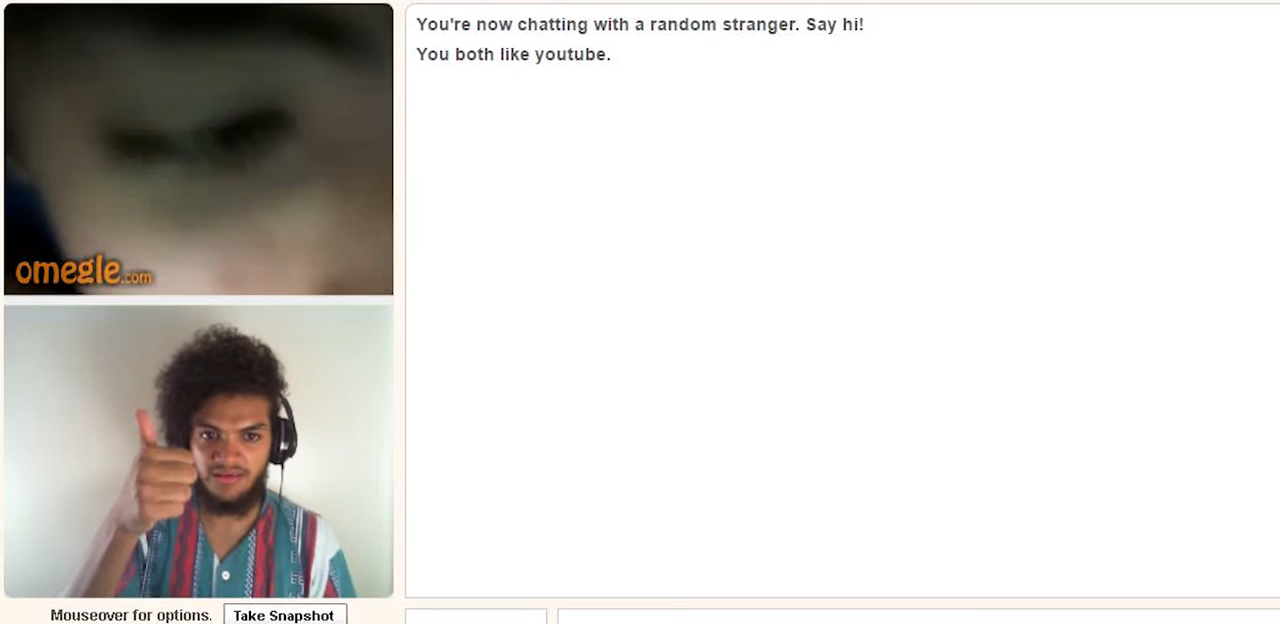 You're now chatting with a random stranger. Say hi!
You both like youtube.
omegle.com
Mouseover for options.
Take Snapshot